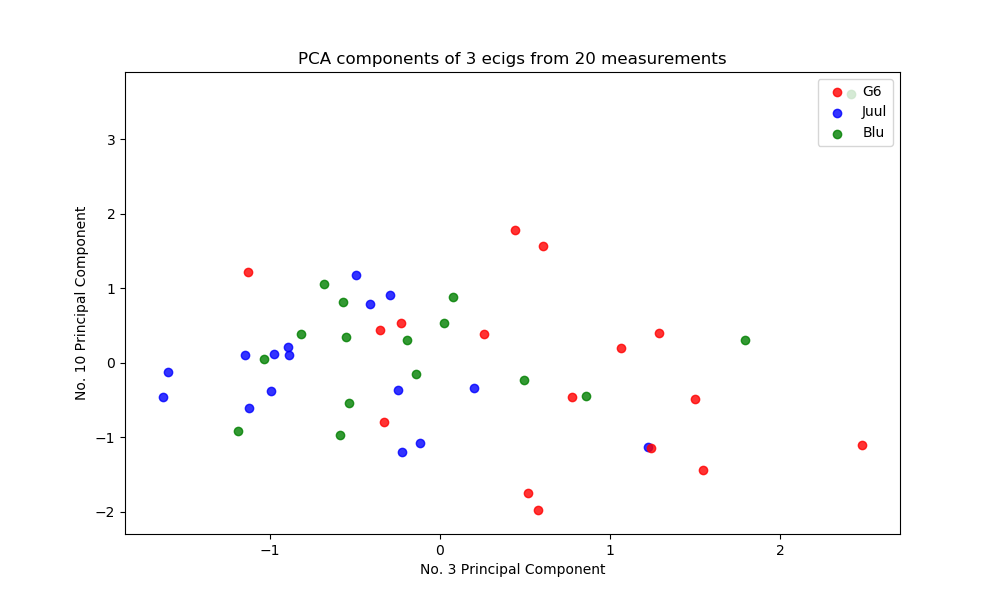 PCA components of 3 ecigs from 20 measurements
G6
Juul
Blu
3
2
1
0
−1
−2
No. 10 Principal Component
−1
0
1
2
No. 3 Principal Component